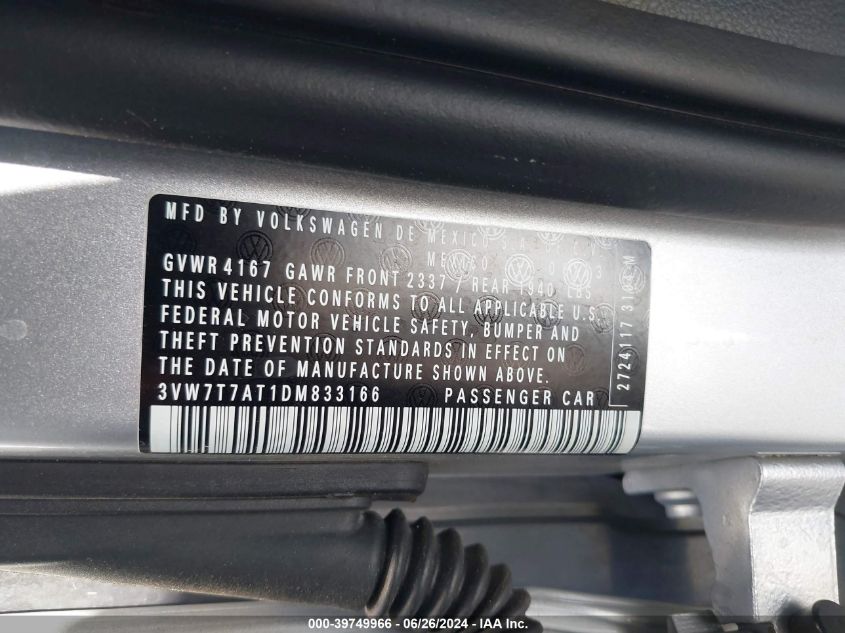 MFD BY VOLKSWAGEN DE MEXICO
MEXICO
GVWR 4167 GAWR FRONT 2337 / REAR 1940 LBS
THIS VEHICLE CONFORMS TO ALL APPLICABLE U.S.
FEDERAL MOTOR VEHICLE SAFETY, BUMPER AND
THEFT PREVENTION STANDARDS IN EFFECT ON
THE DATE OF MANUFACTURE SHOWN ABOVE.
3VW7T7AT1DM833166 PASSENGER CAR
2724117
000-39749966 - 06/26/2024 - IAA Inc.